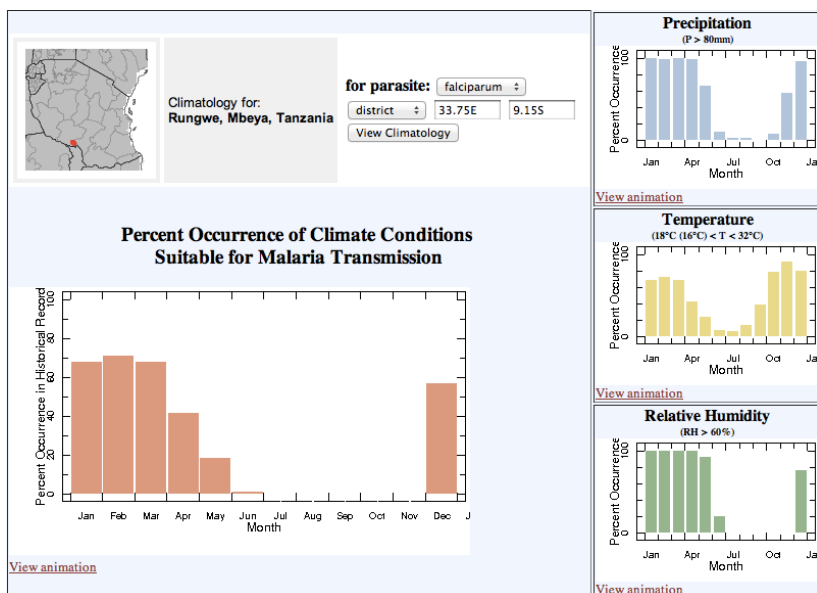 Climatology for:
Rungwe, Mbeya, Tanzania
for parasite: falciparum
district 33.75E 9.15S
View Climatology
Percent Occurrence of Climate Conditions
Suitable for Malaria Transmission
Percent Occurrence in Historical Record
100
80
60
40
20
0
Jan Feb Mar Apr May Jun Jul Aug Sep Oct Nov Dec J
Month
View animation
Precipitation
(P > 80mm)
Percent Occurrence
100
0
Jan Apr Jul Oct Jan
Month
View animation
Temperature
(18°C (16°C) < T < 32°C)
Percent Occurrence
100
0
Jan Apr Jul Oct Jan
Month
View animation
Relative Humidity
(RH > 60%)
Percent Occurrence
100
0
Jan Apr Jul Oct Jan
Month
View animation